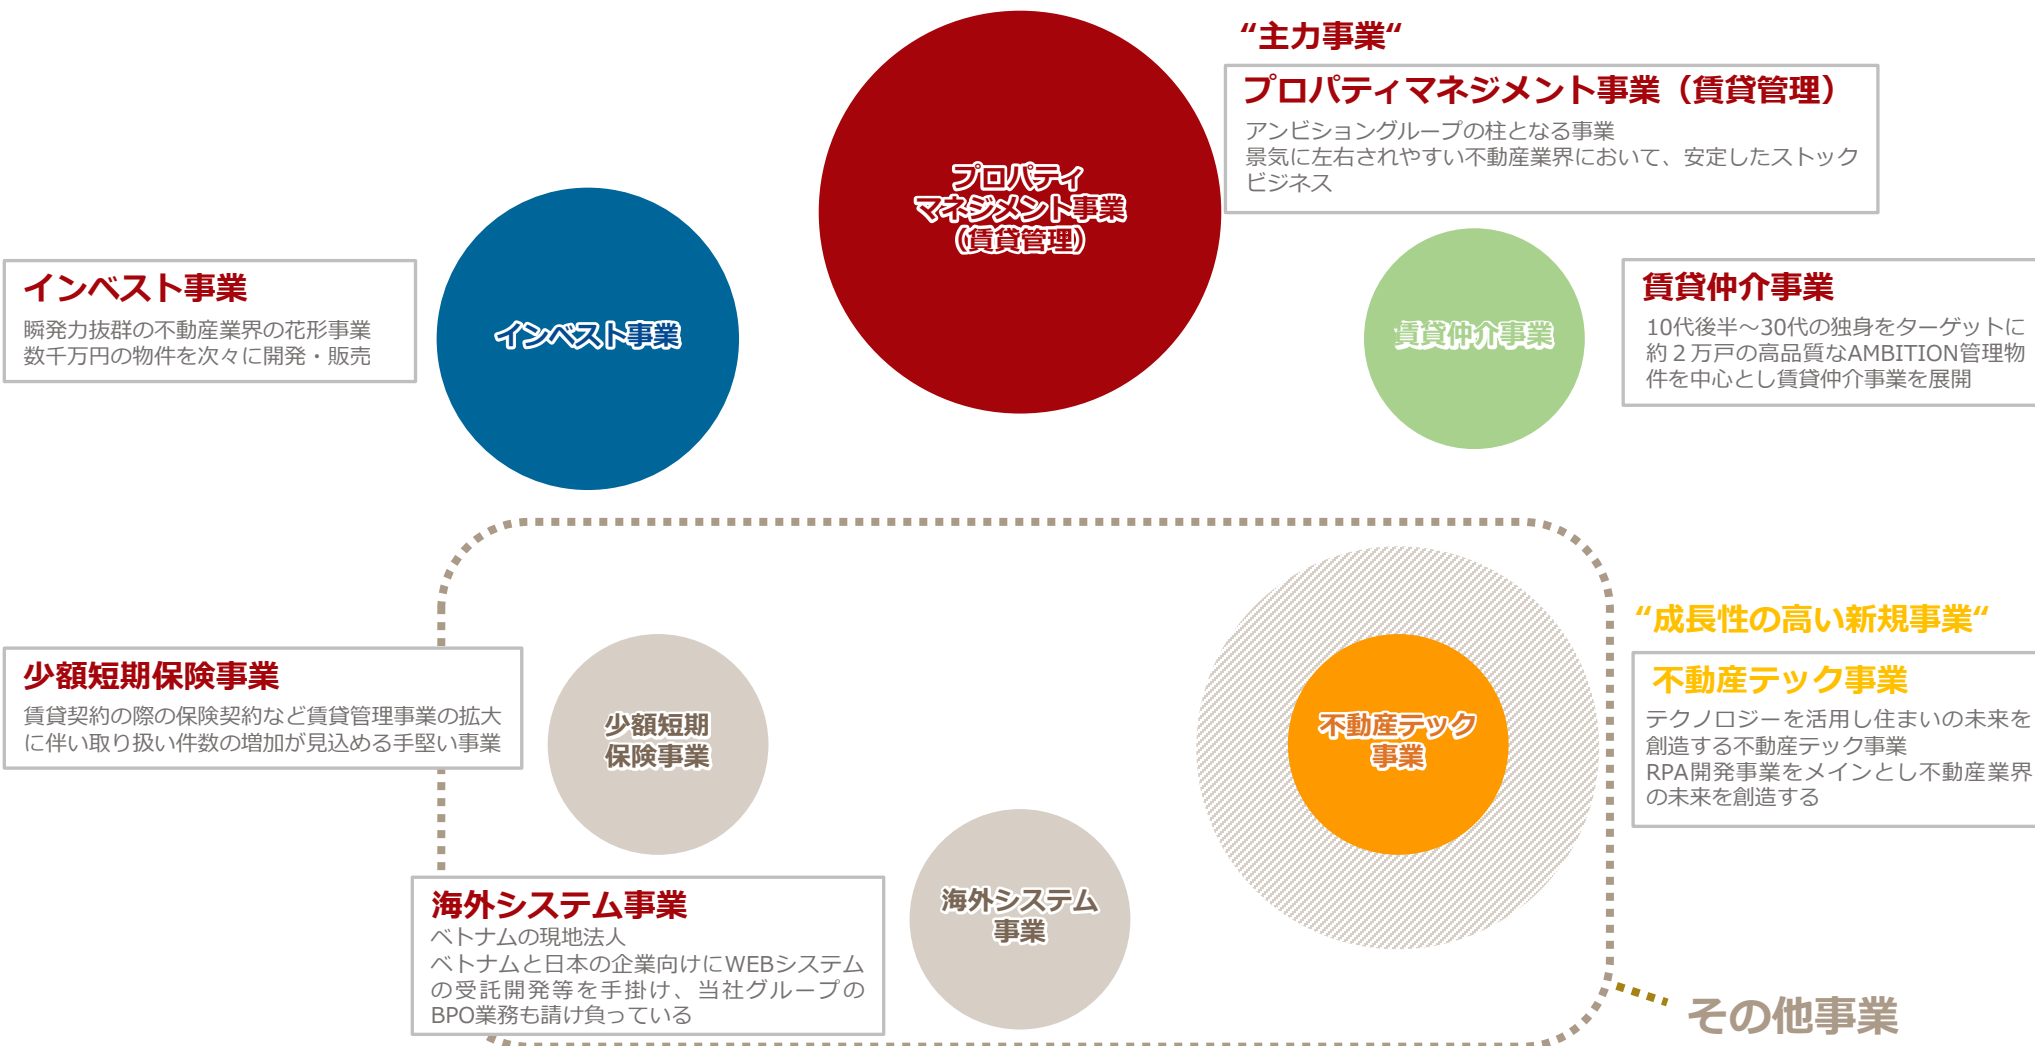 “主力事業“
プロパティマネジメント事業（賃貸管理）
アンビショングループの柱となる事業
景気に左右されやすい不動産業界において、安定したストック
ビジネス
プロパティ
マネジメント事業
（賃貸管理）
インベスト事業
瞬発力抜群の不動産業界の花形事業
数千万円の物件を次々に開発・販売
インベスト事業
賃貸仲介事業
賃貸仲介事業
10代後半～30代の独身をターゲットに
約２万戸の高品質なAMBITION管理物
件を中心とし賃貸仲介事業を展開
少額短期保険事業
賃貸契約の際の保険契約など賃貸管理事業の拡大
に伴い取り扱い件数の増加が見込める手堅い事業
少額短期
保険事業
不動産テック
事業
“成長性の高い新規事業“
不動産テック事業
テクノロジーを活用し住まいの未来を
創造する不動産テック事業
RPA開発事業をメインとし不動産業界
の未来を創造する
海外システム事業
ベトナムの現地法人
ベトナムと日本の企業向けにWEBシステム
の受託開発等を手掛け、当社グループの
BPO業務も請け負っている
海外システム
事業
その他事業